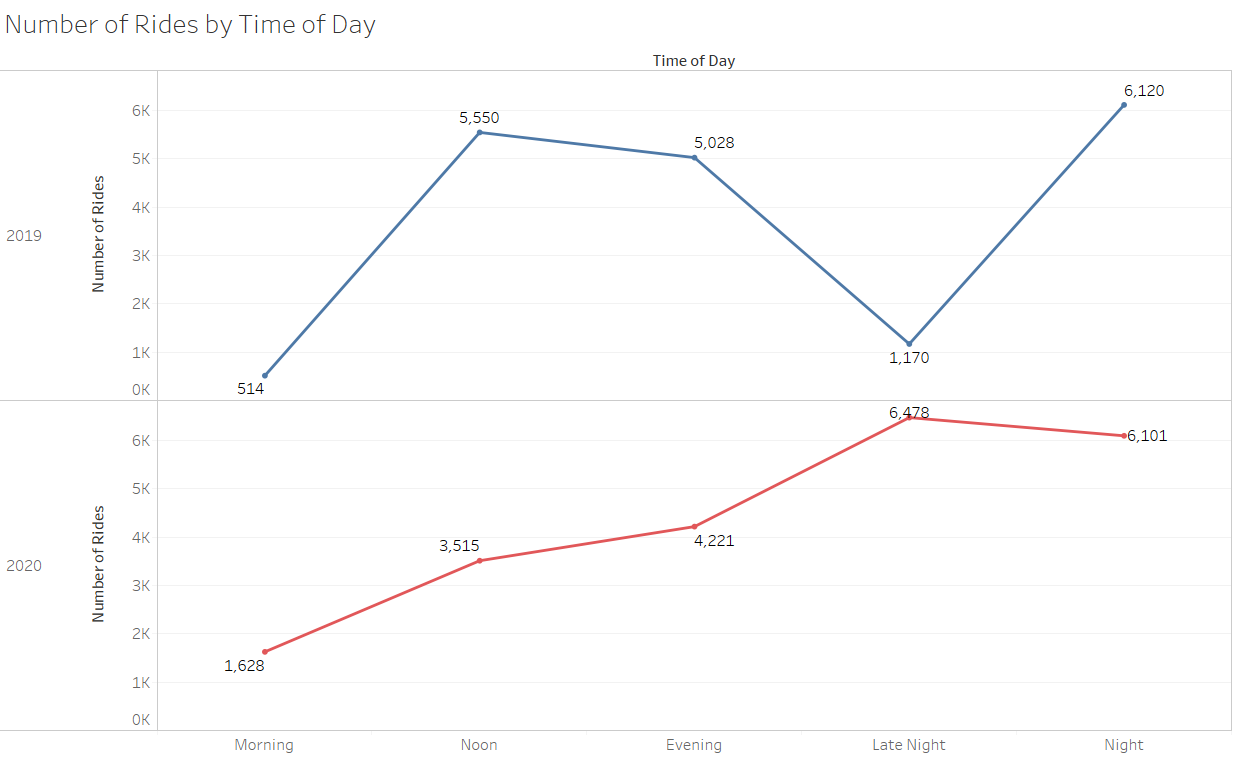 Number of Rides by Time of Day
Time of Day
2019
Number of Rides
6K
5K
4K
3K
2K
1K
0K
514
5,550
5,028
1,170
6,120
2020
Number of Rides
6K
5K
4K
3K
2K
1K
0K
1,628
3,515
4,221
6,478
6,101
Morning Noon Evening Late Night Night